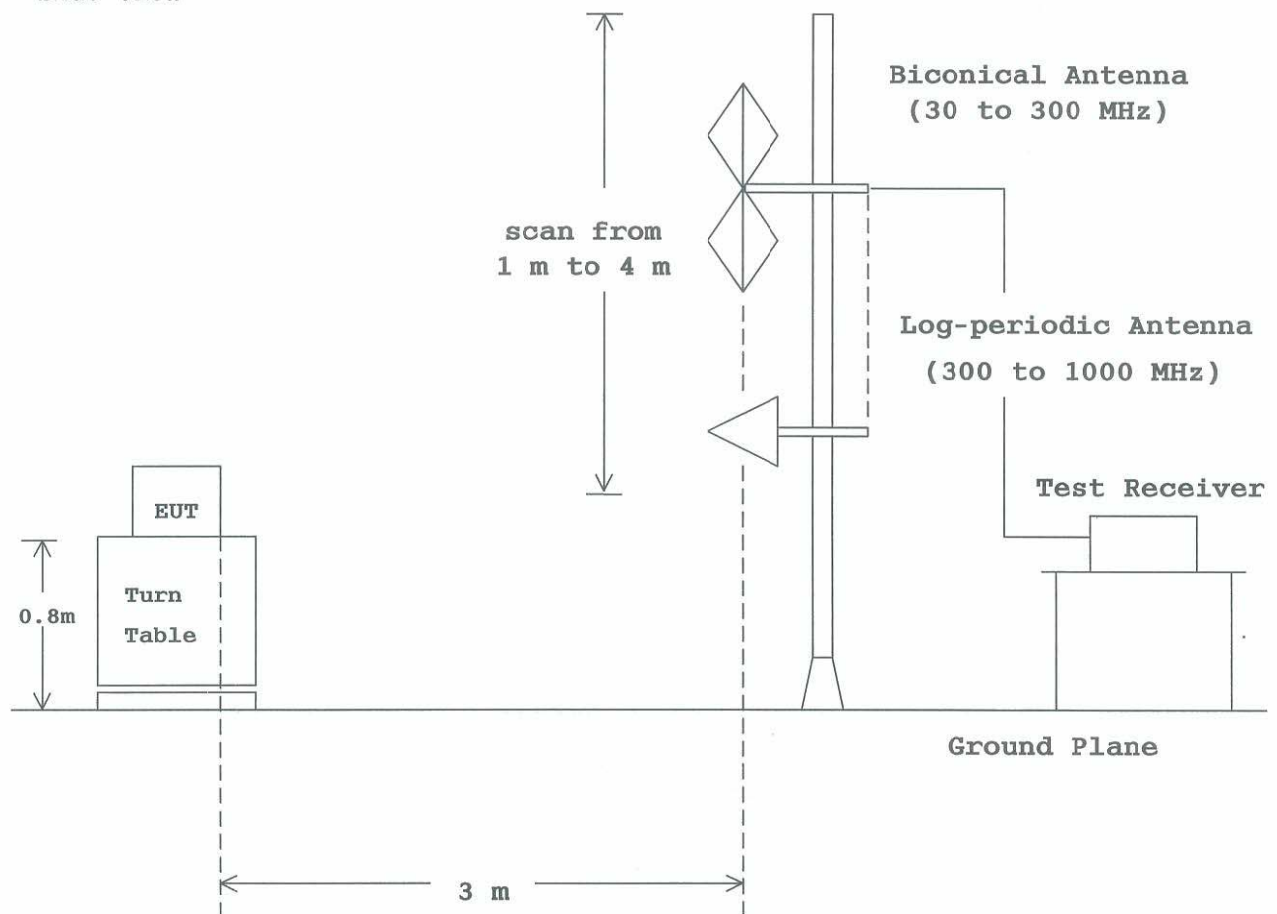 Biconical Antenna
(30 to 300 MHz)
scan from
1 m to 4 m
Log-periodic Antenna
(300 to 1000 MHz)
Test Receiver
EUT
Turn
Table
0.8m
Ground Plane
3 m